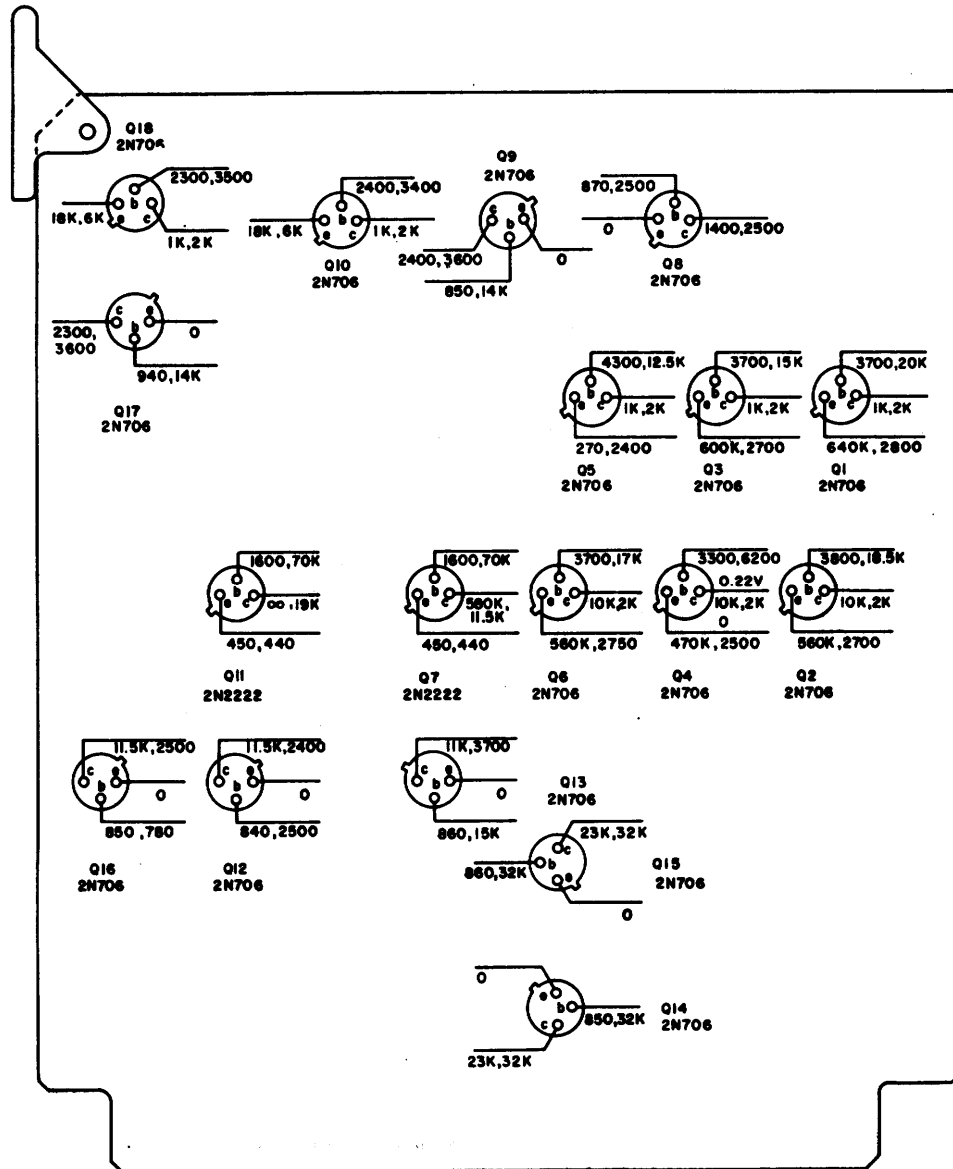 Q18
2N706
2300,3500
18K,6K
e b c
1K,2K
2400,3400
18K,6K
e b c
1K,2K
Q10
2N706
Q9
2N706
c b e
2400,3600
850,14K
0
870,2500
0
e b c
1400,2500
Q8
2N706
c b e
2300,
3600
0
940,14K
Q17
2N706
4300,12.5K
e b c
1K,2K
270,2400
Q5
2N706
3700,15K
e b c
1K,2K
600K,2700
Q3
2N706
3700,20K
e b c
1K,2K
640K,2800
Q1
2N706
1600,70K
e b c
∞,19K
450,440
Q11
2N2222
1600,70K
e b c
580K,
11.5K
450,440
Q7
2N2222
3700,17K
e b c
10K,2K
560K,2750
Q6
2N706
3300,6200
0.22V
e b c
10K,2K
0
470K,2500
Q4
2N706
3800,18.5K
e b c
10K,2K
560K,2700
Q2
2N706
11.5K,2500
c b e
0
850,780
Q16
2N706
11.5K,2400
c b e
0
840,2500
Q12
2N706
11K,3700
c b e
0
860,15K
Q13
2N706
23K,32K
c
b
e
860,32K
0
Q15
2N706
0
e
b
c
850,32K
23K,32K
Q14
2N706